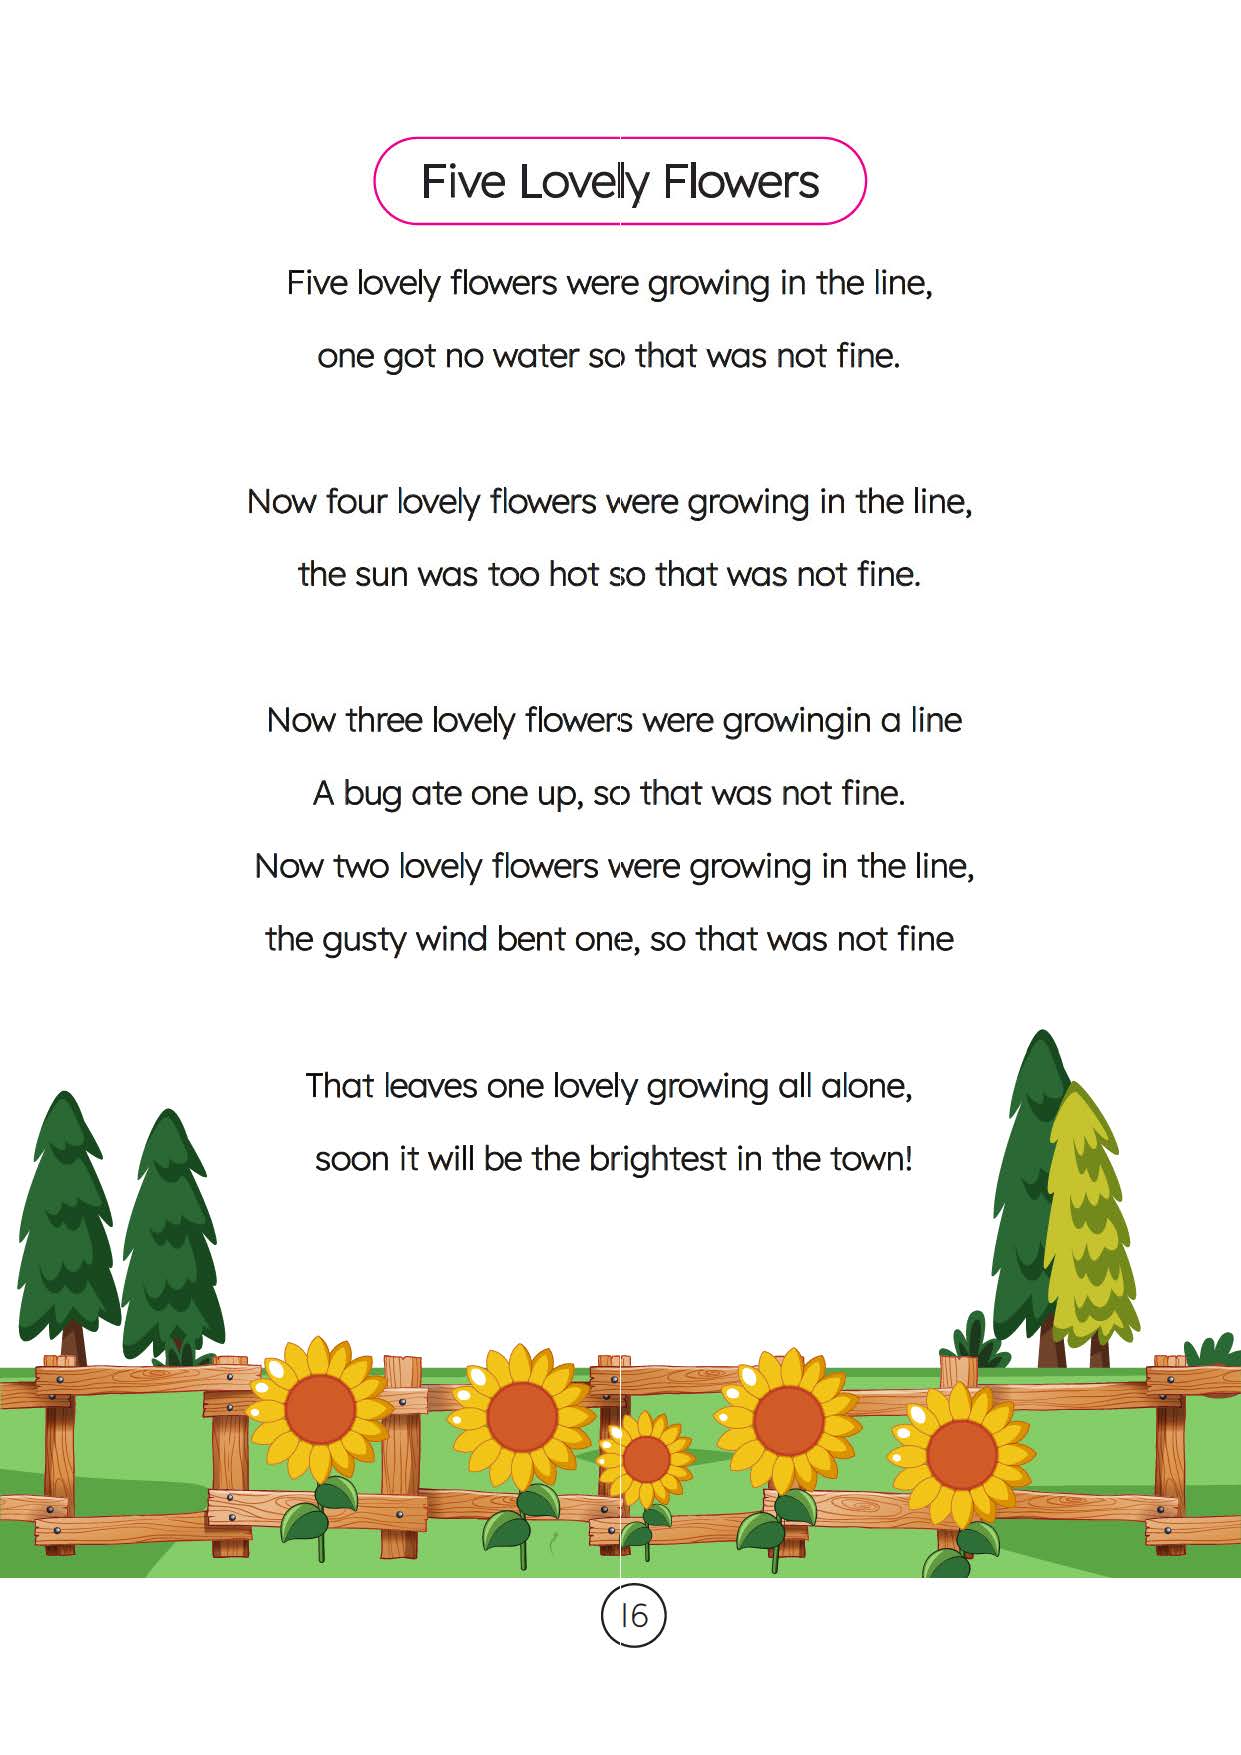 Five Lovely Flowers
Five lovely flowers were growing in the line,
one got no water so that was not fine.
Now four lovely flowers were growing in the line,
the sun was too hot so that was not fine.
Now three lovely flowers were growingin a line
A bug ate one up, so that was not fine.
Now two lovely flowers were growing in the line,
the gusty wind bent one, so that was not fine
That leaves one lovely growing all alone,
soon it will be the brightest in the town!
16